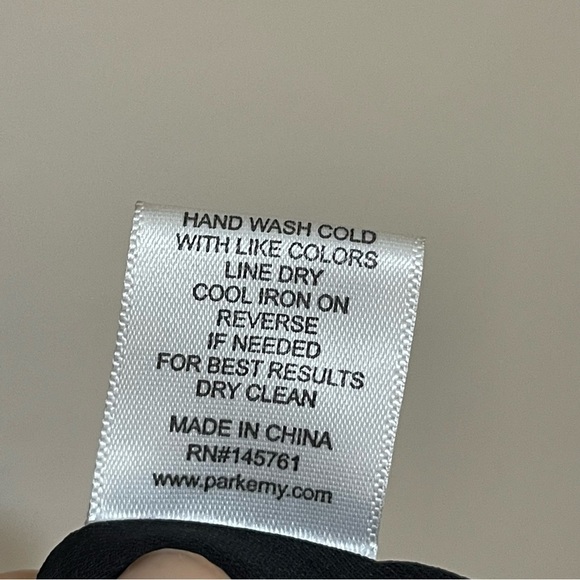 HAND WASH COLD
WITH LIKE COLORS
LINE DRY
COOL IRON ON
REVERSE
IF NEEDED
FOR BEST RESULTS
DRY CLEAN
MADE IN CHINA
RN#145761
www.parkerny.com